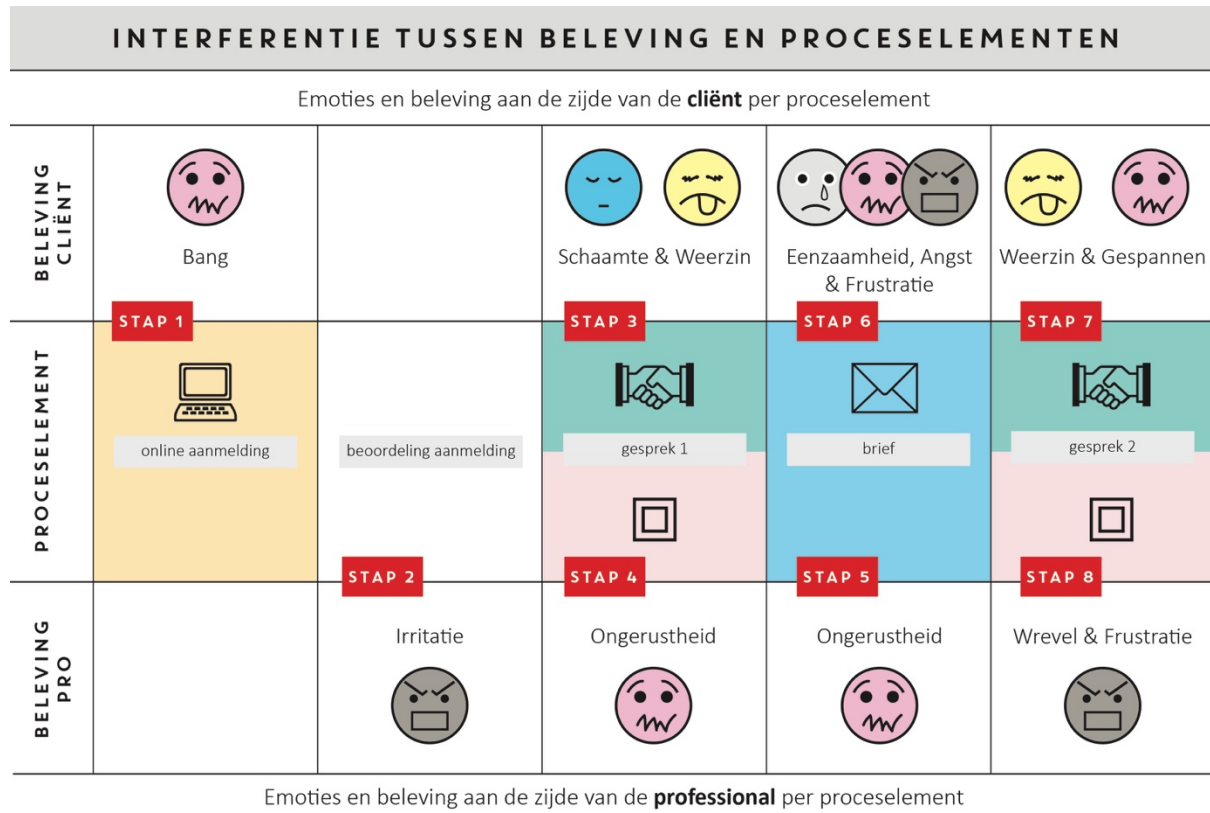 INTERFERENTIE TUSSEN BELEVING EN PROCESELEMENTEN
Emoties en beleving aan de zijde van de cliënt per proceselement
BELEVING
CLIËNT
Bang
Schaamte & Weerzin
Eenzaamheid, Angst
& Frustratie
Weerzin & Gespannen
STAP 1
STAP 3
STAP 6
STAP 7
PROCESELEMENT
online aanmelding
beoordeling aanmelding
gesprek 1
brief
gesprek 2
STAP 2
STAP 4
STAP 5
STAP 8
BELEVING
PRO
Irritatie
Ongerustheid
Ongerustheid
Wrevel & Frustratie
Emoties en beleving aan de zijde van de professional per proceselement